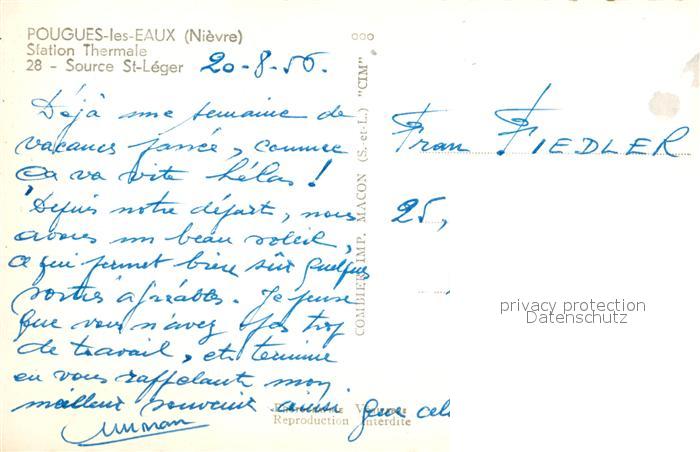 POUGUES-les-EAUX (Nièvre)
Station Thermale
28 - Source St-Léger 20-8-56.
Déjà une semaine de
vacances passée, comme
ça va vite hélas !
Depuis notre départ, nous
avons un beau soleil,
ce qui permet bien sûr quelques
sorties agréables. Je pense
que vous n'avez pas trop
de travail, et termine
en vous rappelant mon
meilleur souvenir ainsi que celu
Reproduction Interdite
COMBIER IMP. MACON (S.-et-L.) "CIM"
Fran FIEDLER
25,
privacy protection
Datenschutz